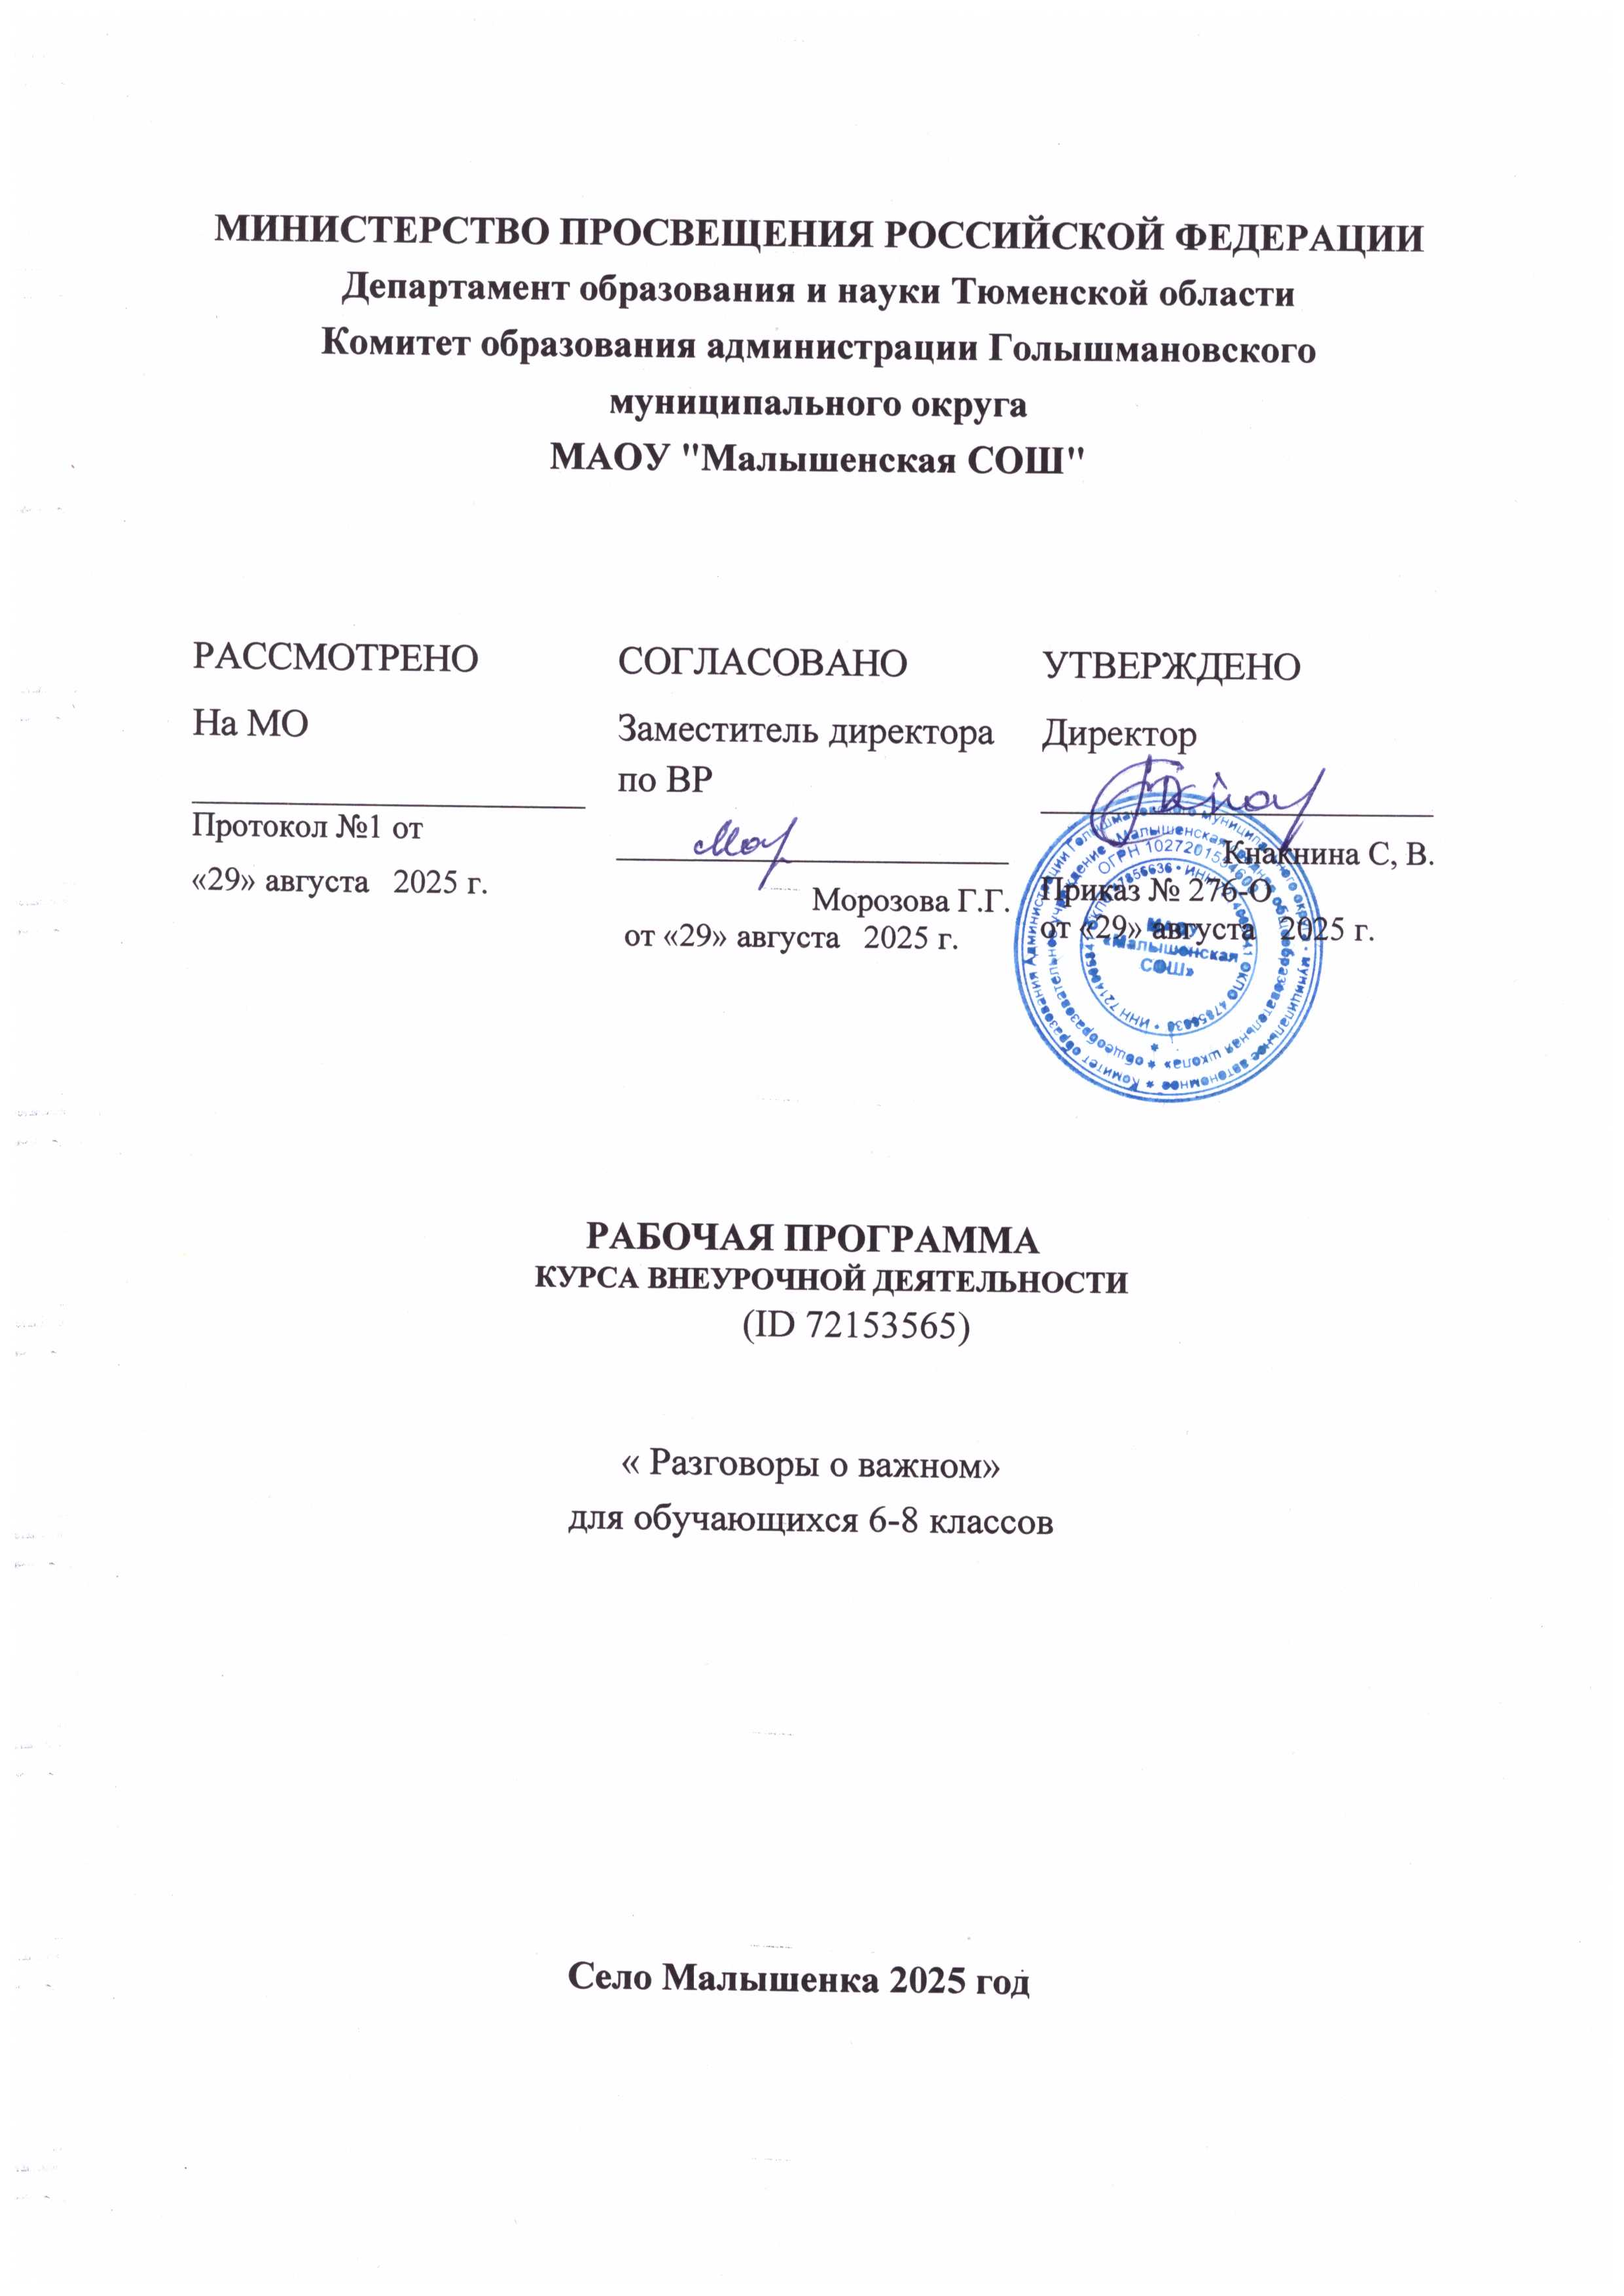 МИНИСТЕРСТВО ПРОСВЕЩЕНИЯ РОССИЙСКОЙ ФЕДЕРАЦИИ
Департамент образования и науки Тюменской области
Комитет образования администрации Голышмановского
муниципального округа
МАОУ "Малышенская СОШ"
РАССМОТРЕНО
На МО
Протокол №1 от
«29» августа 2025 г.
СОГЛАСОВАНО
Заместитель директора
по ВР
Морозова Г.Г.
от «29» августа 2025 г.
УТВЕРЖДЕНО
Директор
Кнакнина С, В.
Приказ № 276-О
от «29» августа 2025 г.
МАОУ
«Малышенская
СОШ»
РАБОЧАЯ ПРОГРАММА
КУРСА ВНЕУРОЧНОЙ ДЕЯТЕЛЬНОСТИ
(ID 72153565)
« Разговоры о важном»
для обучающихся 6-8 классов
Село Малышенка 2025 год